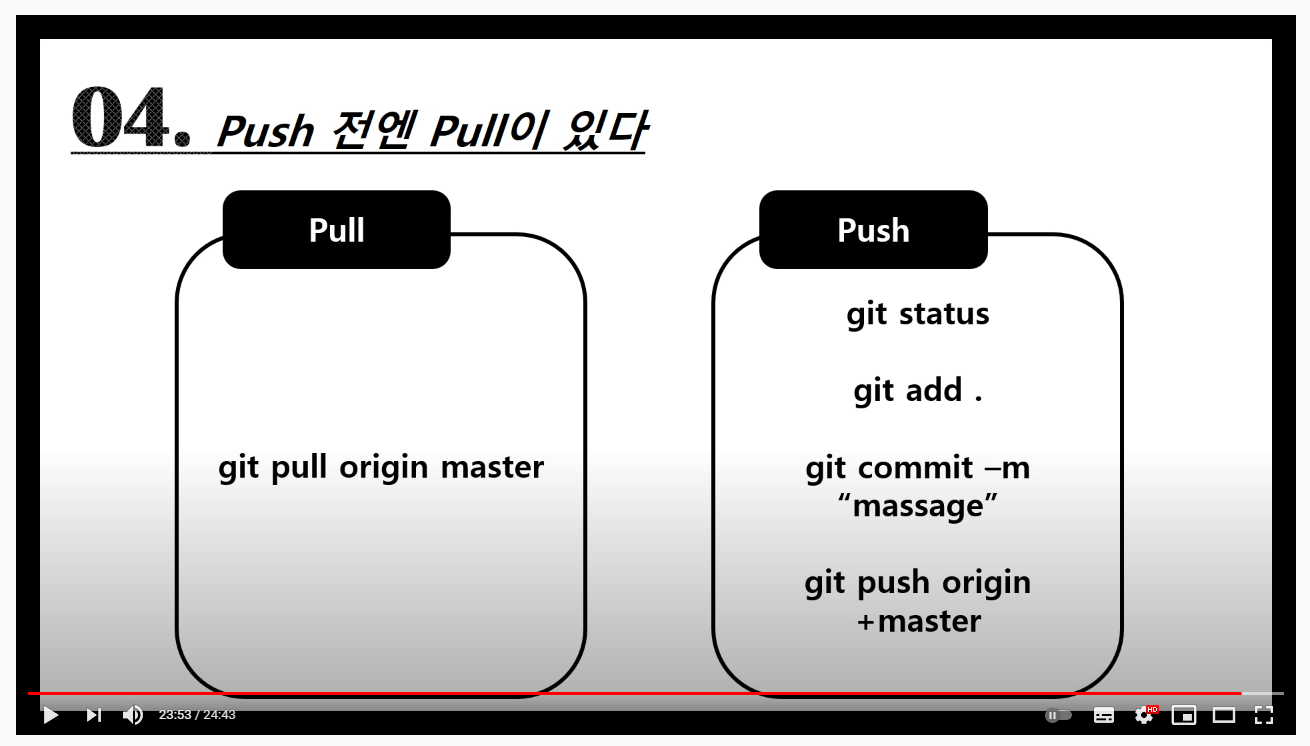 04. Push 전엔 Pull이 있다
Pull
git pull origin master
Push
git status
git add .
git commit –m
“massage”
git push origin
+master
23:53 / 24:43
HD